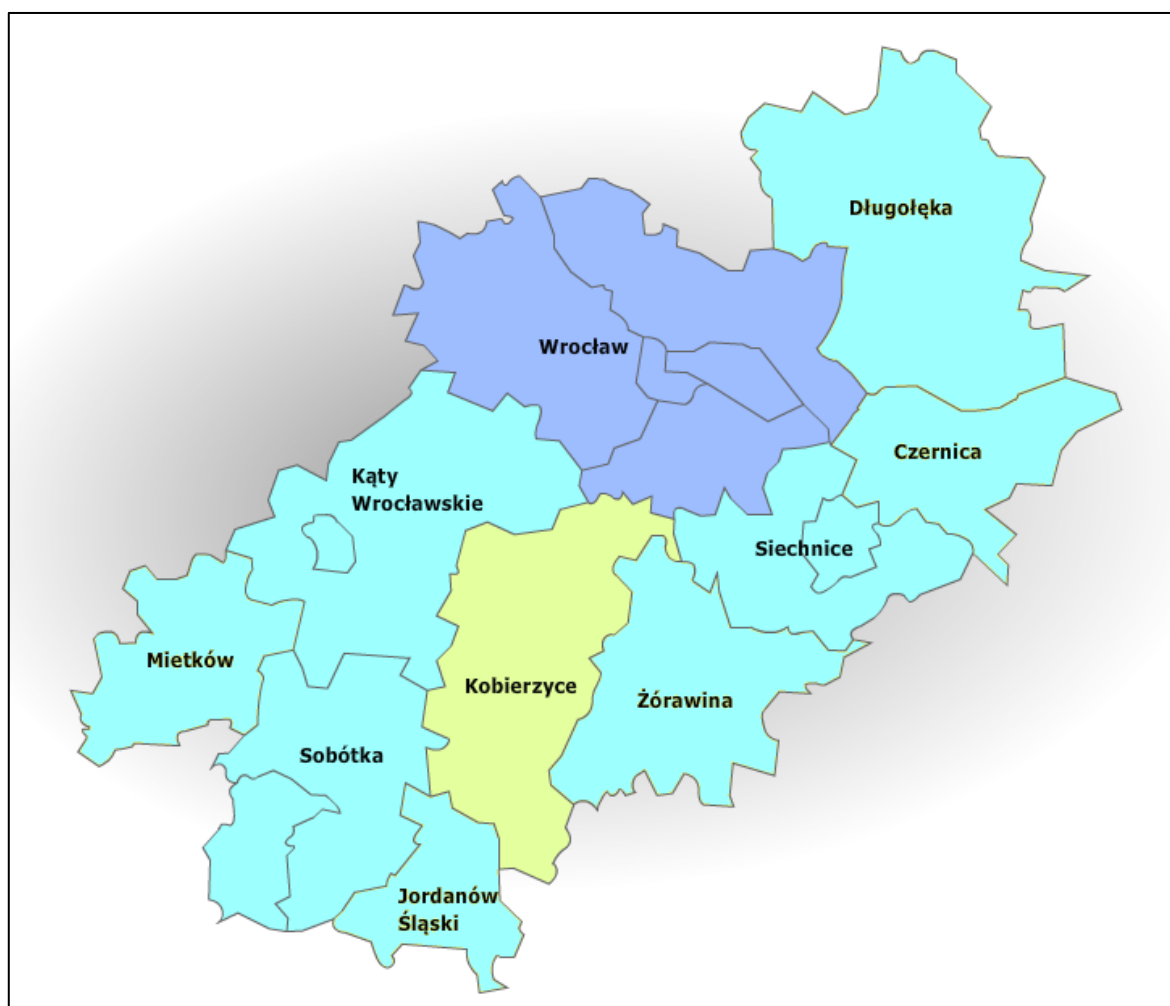 Długołęka
Wrocław
Czernica
Kąty
Wrocławskie
Siechnice
Mietków
Kobierzyce
Żórawina
Sobótka
Jordanów
Śląski